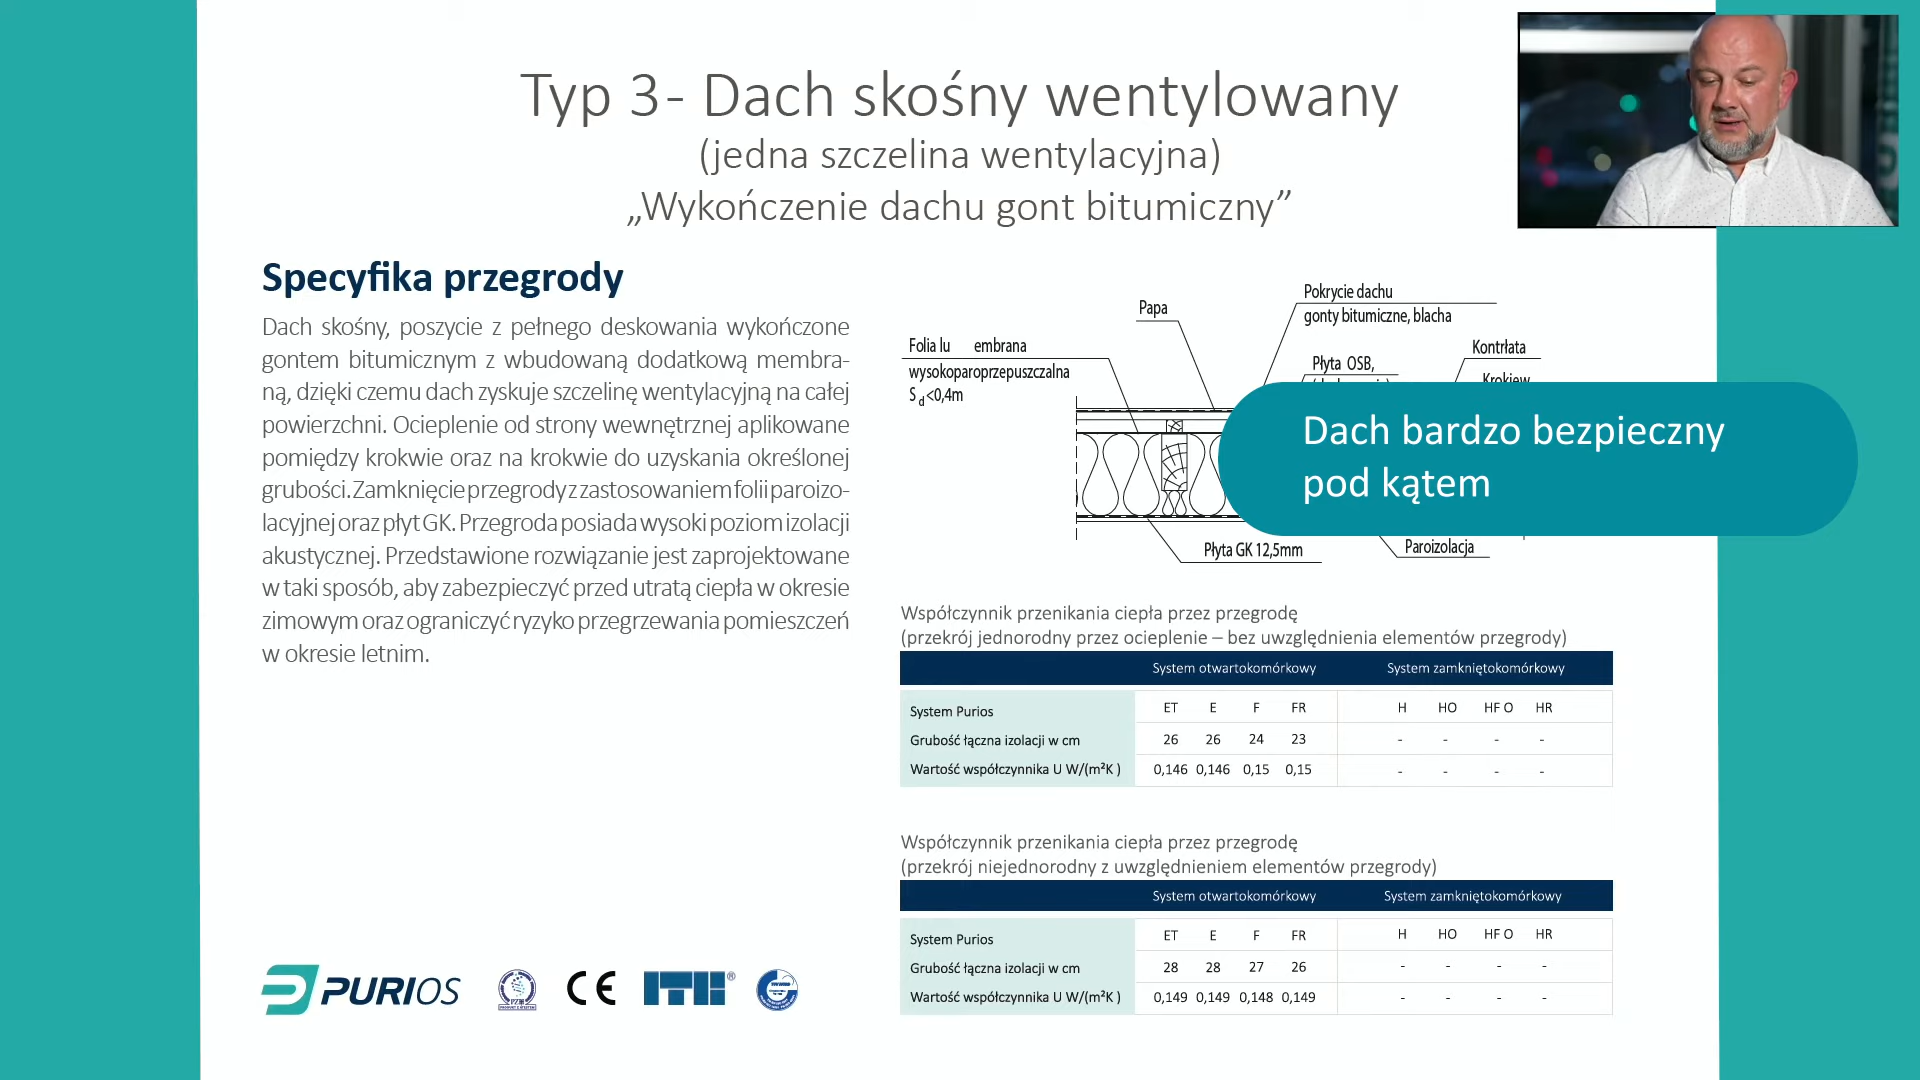 Typ 3 - Dach skośny wentylowany
(jedna szczelina wentylacyjna)
„Wykończenie dachu gont bitumiczny”
Specyfika przegrody
Dach skośny, poszycie z pełnego deskowania wykończone
gontem bitumicznym z wbudowaną dodatkową membra-
ną, dzięki czemu dach zyskuje szczelinę wentylacyjną na całej
powierzchni. Ocieplenie od strony wewnętrznej aplikowane
pomiędzy krokwie oraz na krokwie do uzyskania określonej
grubości. Zamknięcie przegrody z zastosowaniem folii paroizo-
lacyjnej oraz płyt GK. Przegroda posiada wysoki poziom izolacji
akustycznej. Przedstawione rozwiązanie jest zaprojektowane
w taki sposób, aby zabezpieczyć przed utratą ciepła w okresie
zimowym oraz ograniczyć ryzyko przegrzewania pomieszczeń
w okresie letnim.
Papa
Pokrycie dachu
gonty bitumiczne, blacha
Folia lu embrana
wysokoparoprzepuszczalna
Sd<0,4m
Płyta OSB,
Kontrłata
Krokiew
Dach bardzo bezpieczny
pod kątem
Płyta GK 12,5mm
Paroizolacja
Współczynnik przenikania ciepła przez przegrodę
(przekrój jednorodny przez ocieplenie – bez uwzględnienia elementów przegrody)
System otwartokomórkowy System zamkniętokomórkowy
System Purios ET E F FR H HO HF O HR
Grubość łączna izolacji w cm 26 26 24 23 - - - -
Wartość współczynnika U W/(m²K ) 0,146 0,146 0,15 0,15 - - - -
Współczynnik przenikania ciepła przez przegrodę
(przekrój niejednorodny z uwzględnieniem elementów przegrody)
System otwartokomórkowy System zamkniętokomórkowy
System Purios ET E F FR H HO HF O HR
Grubość łączna izolacji w cm 28 28 27 26 - - - -
Wartość współczynnika U W/(m²K ) 0,149 0,149 0,148 0,149 - - - -
PURIOS CE ITB®